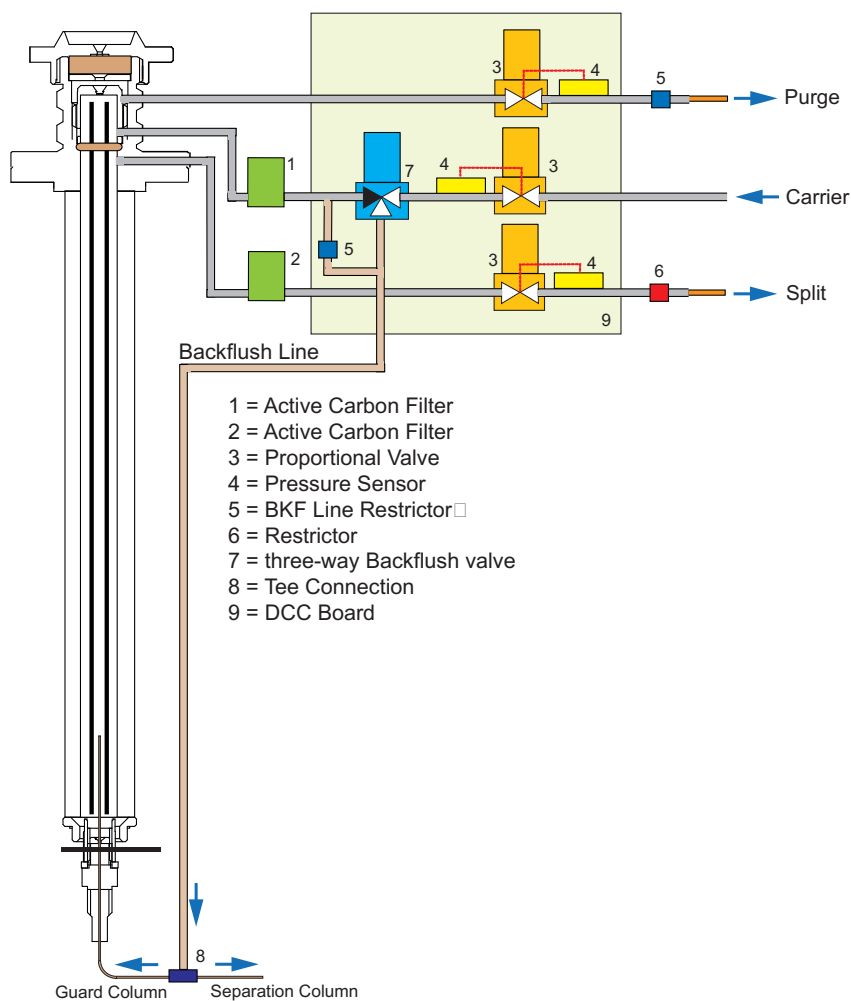 3
4
5
Purge
1
7
4
3
Carrier
5
2
3
4
6
Split
9
Backflush Line
1 = Active Carbon Filter
2 = Active Carbon Filter
3 = Proportional Valve
4 = Pressure Sensor
5 = BKF Line Restrictor□
6 = Restrictor
7 = three-way Backflush valve
8 = Tee Connection
9 = DCC Board
8
Guard Column
Separation Column